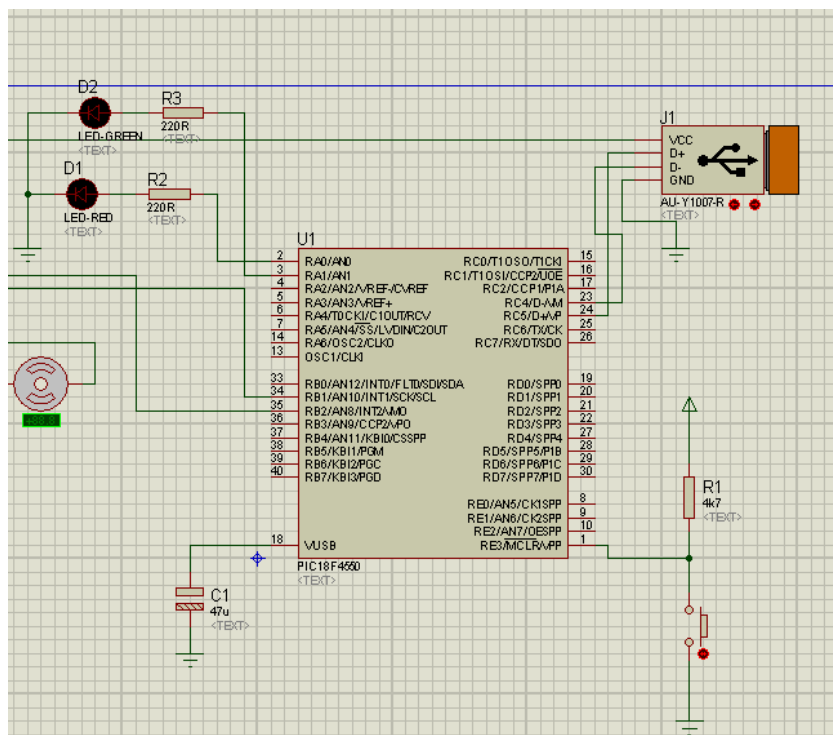 D2
R3
220R
LED-GREEN
<TEXT>
<TEXT>
J1
VCC
D+
D-
GND
AU-Y1007-R
<TEXT>
D1
R2
220R
LED-RED
<TEXT>
<TEXT>
U1
2 RA0/AN0 RC0/T1OSO/T1CKI 15
3 RA1/AN1 RC1/T1OSI/CCP2/UOE 16
4 RA2/AN2/VREF-/CVREF RC2/CCP1/P1A 17
5 RA3/AN3/VREF+ RC4/D-/VM 23
6 RA4/T0CKI/C1OUT/RCV RC5/D+/VP 24
7 RA5/AN4/SS/LVDIN/C2OUT RC6/TX/CK 25
14 RA6/OSC2/CLKO RC7/RX/DT/SDO 26
13 OSC1/CLKI
33 RB0/AN12/INT0/FLT0/SDI/SDA RD0/SPP0 19
34 RB1/AN10/INT1/SCK/SCL RD1/SPP1 20
35 RB2/AN8/INT2/VMO RD2/SPP2 21
36 RB3/AN9/CCP2/VPO RD3/SPP3 22
37 RB4/AN11/KBI0/CSSPP RD4/SPP4 27
38 RB5/KBI1/PGM RD5/SPP5/P1B 28
39 RB6/KBI2/PGC RD6/SPP6/P1C 29
40 RB7/KBI3/PGD RD7/SPP7/P1D 30
RE0/AN5/CK1SPP 8
RE1/AN6/CK2SPP 9
RE2/AN7/OESPP 10
18 VUSB RE3/MCLR/VPP 1
PIC18F4550
<TEXT>
R1
4k7
<TEXT>
C1
47u
<TEXT>